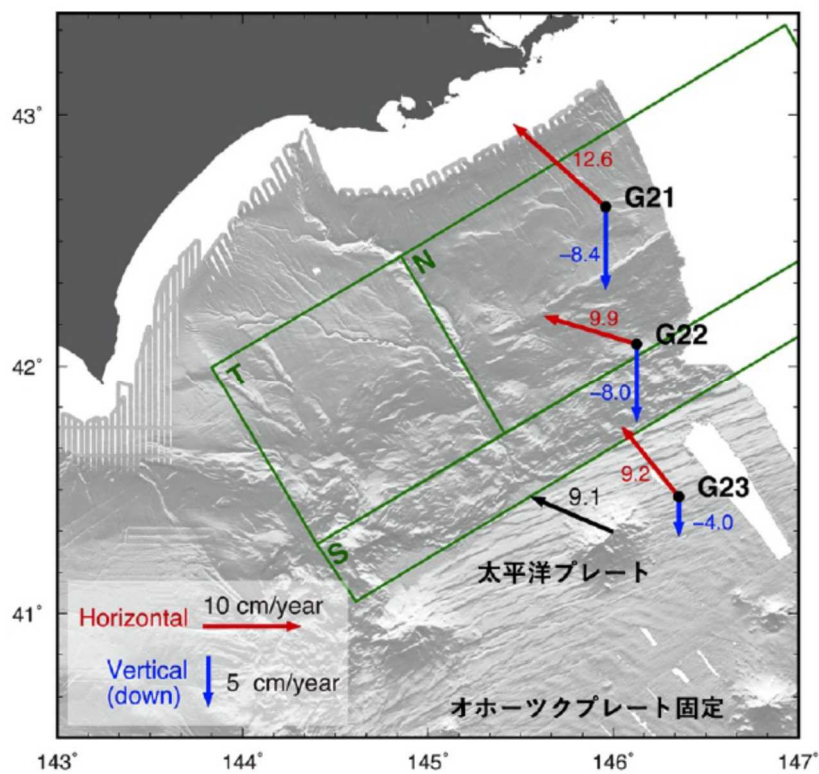 43°
42°
41°
143°
144°
145°
146°
147°
12.6
G21
−8.4
N
9.9
G22
T
−8.0
9.2
G23
9.1
−4.0
S
太平洋プレート
Horizontal
10 cm/year
Vertical
(down)
5 cm/year
オホーツクプレート固定